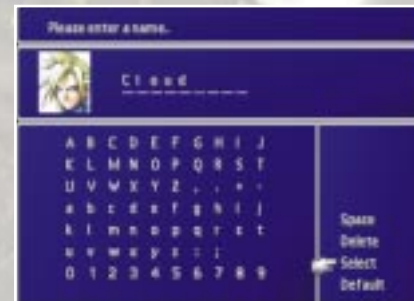 Please enter a name.
Cloud
A B C D E F G H I J
K L M N O P Q R S T
U V W X Y Z
a b c d e f g h i j
k l m n o p q r s t
u v w x y z : ;
0 1 2 3 4 5 6 7 8 9
Space
Delete
Select
Default